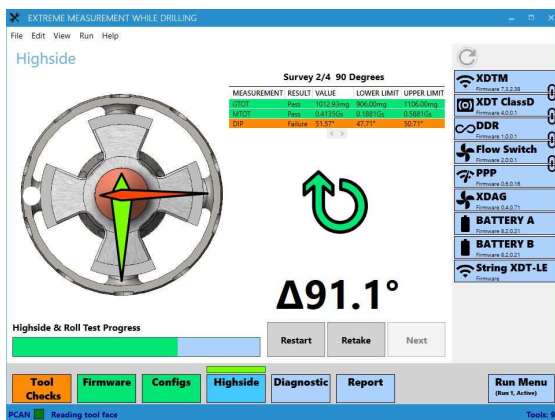 EXTREME MEASUREMENT WHILE DRILLING
File Edit View Run Help
Highside
Survey 2/4 90 Degrees
MEASUREMENT RESULT VALUE LOWER LIMIT UPPER LIMIT
GTOT Pass 1012.93mg 906.00mg 1106.00mg
MTOT Pass 0.4135Gs 0.1881Gs 0.5881Gs
DIP Failure 51.57° 47.71° 50.71°
Δ91.1°
Highside & Roll Test Progress
Restart Retake Next
XDTM
Firmware 7.3.2.38
XDT ClassD
Firmware 4.0.0.1
DDR
Firmware 1.0.0.1
Flow Switch
Firmware 2.0.0.1
PPP
Firmware 0.6.0.16
XDAG
Firmware 0.4.0.71
BATTERY A
Firmware 8.2.0.21
BATTERY B
Firmware 8.2.0.21
String XDT-LE
Firmware
Tool Checks
Firmware
Configs
Highside
Diagnostic
Report
Run Menu
(Run 1, Active)
PCAN Reading tool face
Tools: 9